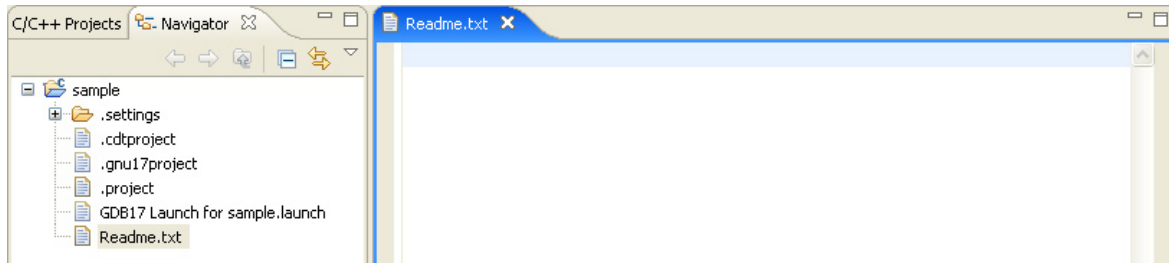 C/C++ Projects Navigator Readme.txt
sample
.settings
.cdtproject
.gnu17project
.project
GDB17 Launch for sample.launch
Readme.txt